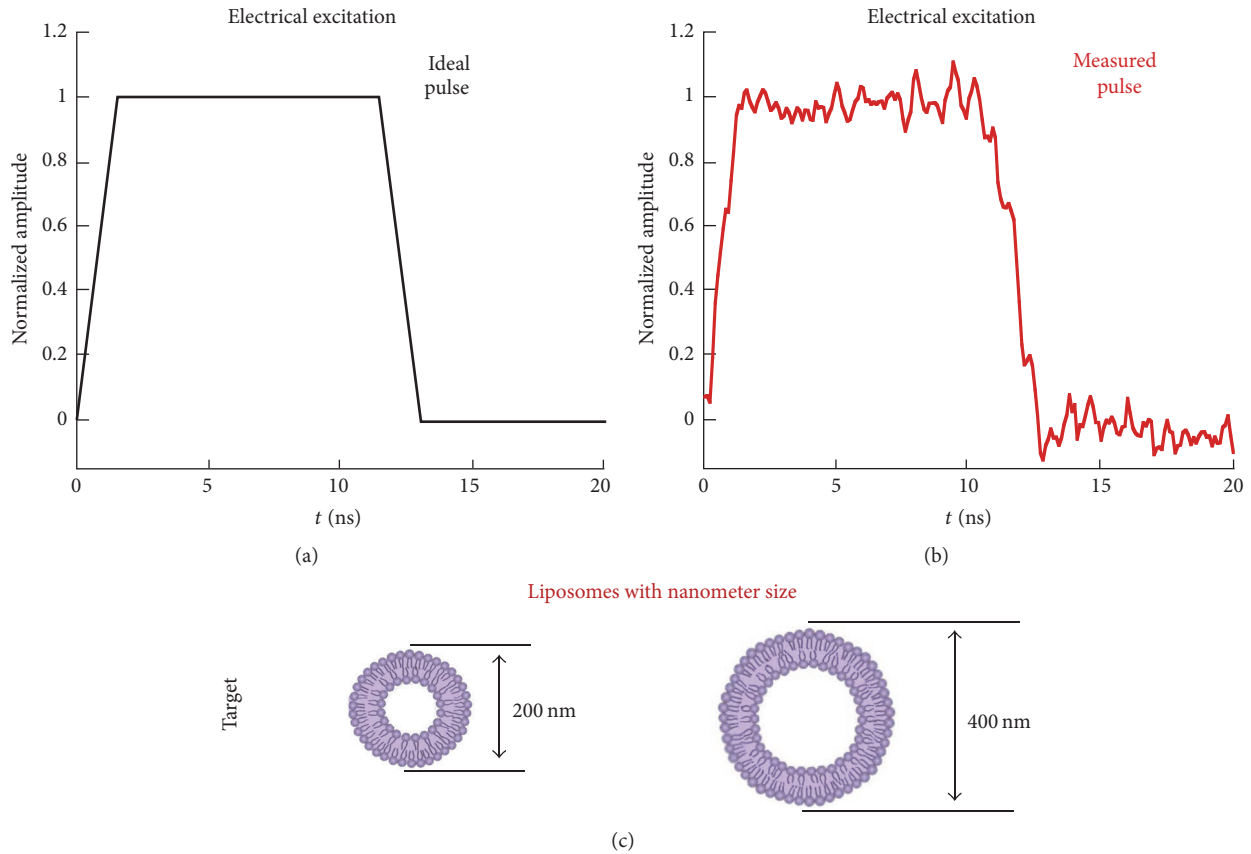 Electrical excitation
Ideal
pulse
Normalized amplitude
1.2
1
0.8
0.6
0.4
0.2
0
0
5
10
15
20
t (ns)
(a)
Electrical excitation
Measured
pulse
Normalized amplitude
1.2
1
0.8
0.6
0.4
0.2
0
0
5
10
15
20
t (ns)
(b)
Liposomes with nanometer size
Target
200 nm
400 nm
(c)